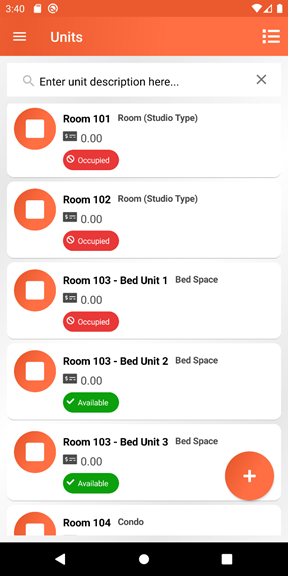 3:40
Units
Enter unit description here...
Room 101 Room (Studio Type)
0.00
Occupied
Room 102 Room (Studio Type)
0.00
Occupied
Room 103 - Bed Unit 1 Bed Space
0.00
Occupied
Room 103 - Bed Unit 2 Bed Space
0.00
Available
Room 103 - Bed Unit 3 Bed Space
0.00
Available
Room 104 Condo